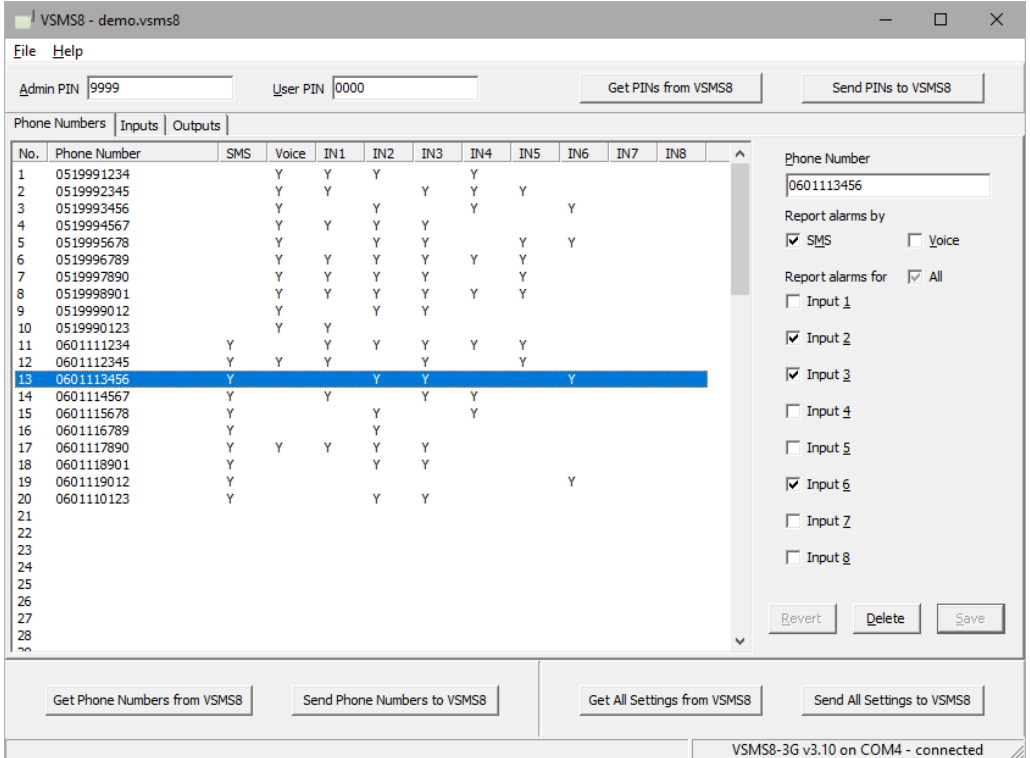 VSMS8 - demo.vsms8
File Help
Admin PIN 9999 User PIN 0000 Get PINs from VSMS8 Send PINs to VSMS8
Phone Numbers Inputs Outputs
No. Phone Number SMS Voice IN1 IN2 IN3 IN4 IN5 IN6 IN7 IN8
1 0519991234 Y Y Y Y
2 0519992345 Y Y Y Y Y
3 0519993456 Y Y Y Y
4 0519994567 Y Y Y Y
5 0519995678 Y Y Y Y Y
6 0519996789 Y Y Y Y Y Y
7 0519997890 Y Y Y Y Y
8 0519998901 Y Y Y Y Y Y
9 0519999012 Y Y Y
10 0519990123 Y Y
11 0601111234 Y Y Y Y Y Y
12 0601112345 Y Y Y Y Y
13 0601113456 Y Y Y Y
14 0601114567 Y Y Y Y
15 0601115678 Y Y Y
16 0601116789 Y Y
17 0601117890 Y Y Y Y Y
18 0601118901 Y Y Y
19 0601119012 Y Y
20 0601110123 Y Y Y
21
22
23
24
25
26
27
28
Phone Number
0601113456
Report alarms by
SMS Voice
Report alarms for All
Input 1
Input 2
Input 3
Input 4
Input 5
Input 6
Input 7
Input 8
Revert Delete Save
Get Phone Numbers from VSMS8 Send Phone Numbers to VSMS8 Get All Settings from VSMS8 Send All Settings to VSMS8
VSMS8-3G v3.10 on COM4 - connected